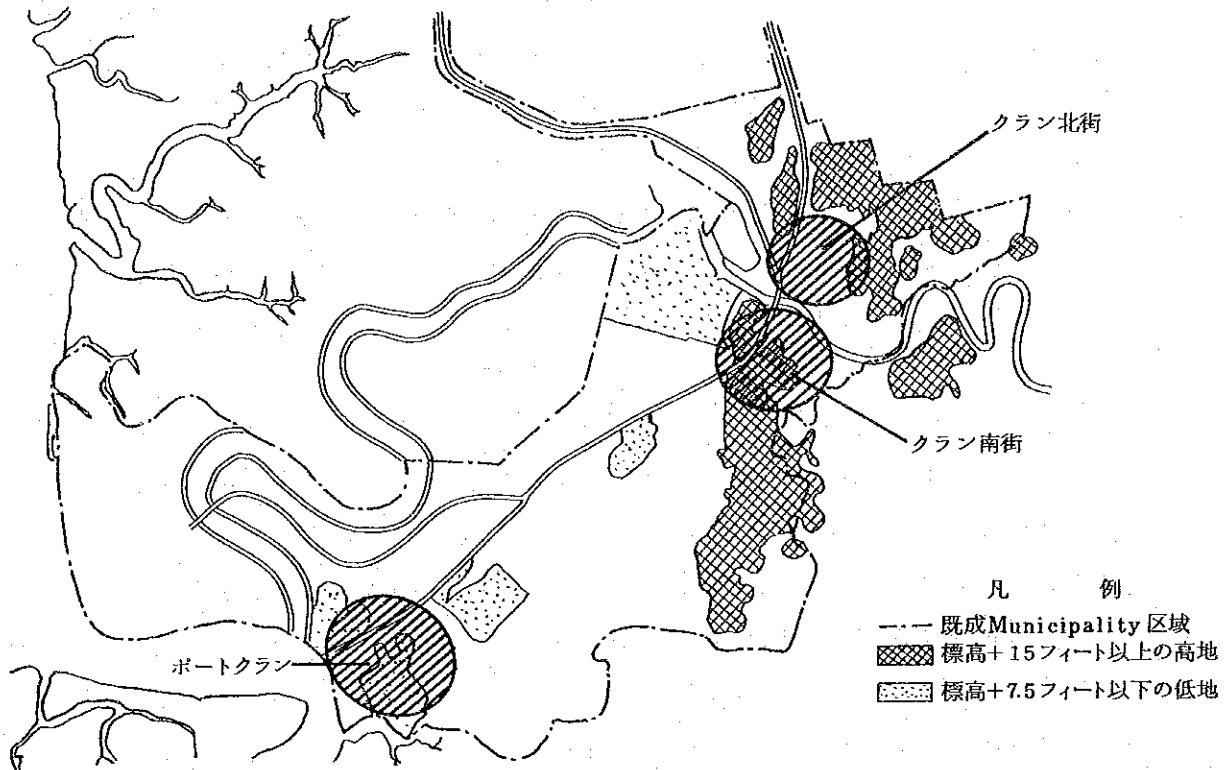 クラン北街
クラン南街
ポートクラン
凡 例
既成Municipality区域
標高+15フィート以上の高地
標高+7.5フィート以下の低地